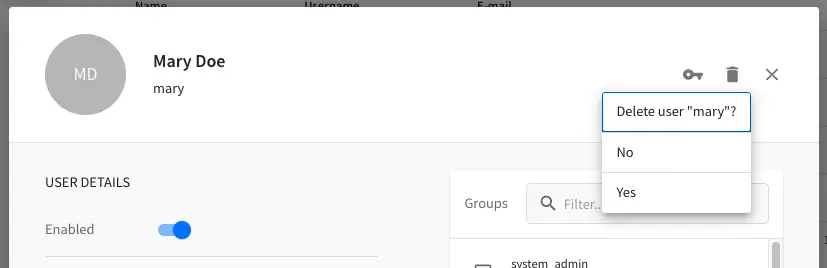 Name Username E-mail
MD
Mary Doe
mary
Delete user "mary"?
No
Yes
USER DETAILS
Enabled
Groups
Filter..
system_admin